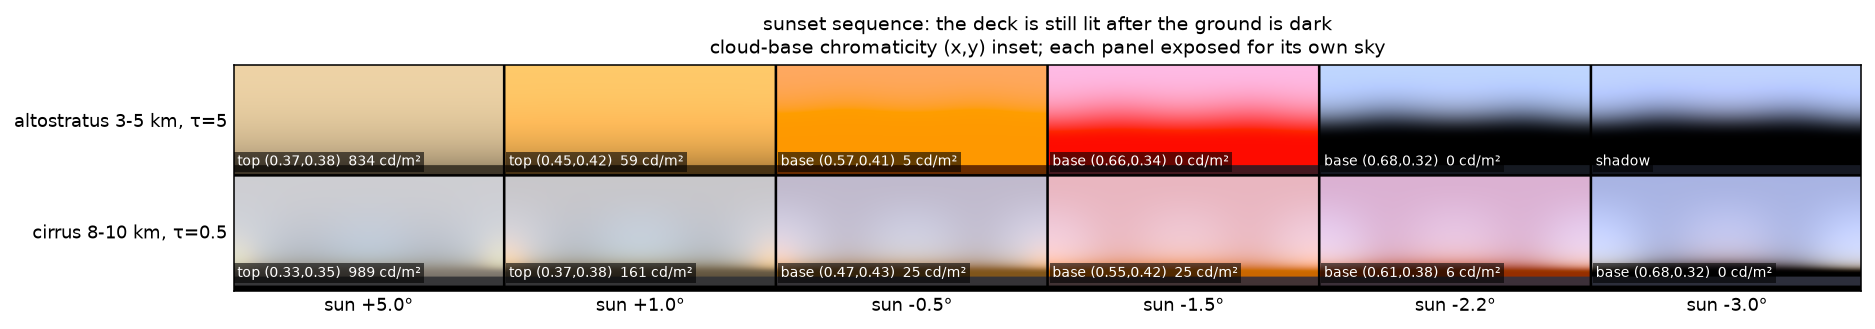 sunset sequence: the deck is still lit after the ground is dark
cloud-base chromaticity (x,y) inset; each panel exposed for its own sky
altostratus 3-5 km, τ=5
top (0.37,0.38)  834 cd/m²
top (0.45,0.42)  59 cd/m²
base (0.57,0.41)  5 cd/m²
base (0.66,0.34)  0 cd/m²
base (0.68,0.32)  0 cd/m²
shadow
cirrus 8-10 km, τ=0.5
top (0.33,0.35)  989 cd/m²
top (0.37,0.38)  161 cd/m²
base (0.47,0.43)  25 cd/m²
base (0.55,0.42)  25 cd/m²
base (0.61,0.38)  6 cd/m²
base (0.68,0.32)  0 cd/m²
sun +5.0°
sun +1.0°
sun -0.5°
sun -1.5°
sun -2.2°
sun -3.0°